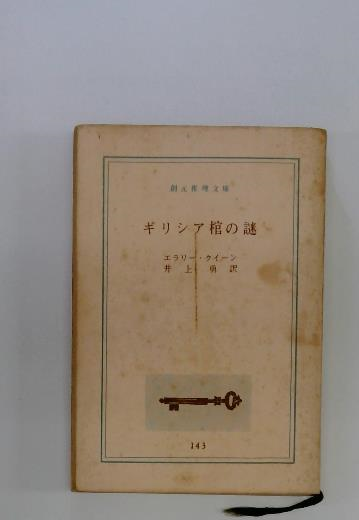 創元推理文庫
ギリシア棺の謎
エラリー・クイーン
井上勇訳
143